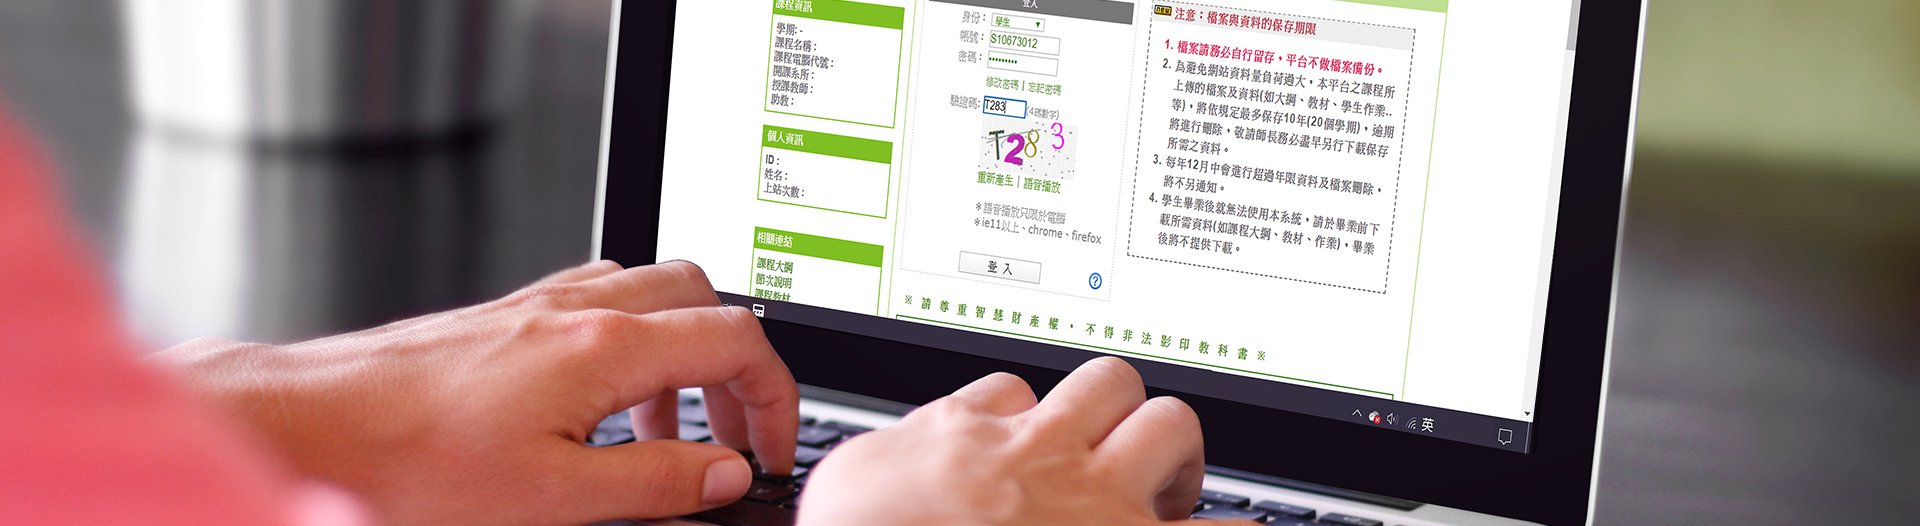 課程資訊
學期: -
課程名稱：
課程電腦代號：
開課系所：
授課教師：
助教：
個人資訊
ID：
姓名：
上站次數：
相關連結
課程大綱
節次說明
課程教材
登入
身份： 學生
帳號： S10673012
密碼： •••••••••
修改密碼 | 忘記密碼
驗證碼: T283 (4碼數字)
T283
重新產生 | 語音播放
＊語音播放只限於電腦
＊ie11以上、chrome、firefox
登 入
?
注意：檔案與資料的保存期限
1. 檔案請務必自行留存，平台不做檔案備份。
2. 為避免網站資料量負荷過大，本平台之課程所
上傳的檔案及資料(如大綱、教材、學生作業..
等)，將依規定最多保存10年(20個學期)，逾期
將進行刪除，敬請師長務必盡早另行下載保存
所需之資料。
3. 每年12月中會進行超過年限資料及檔案刪除，
將不另通知。
4. 學生畢業後就無法使用本系統，請於畢業前下
載所需資料(如課程大綱、教材、作業)，畢業
後將不提供下載。
※ 請 尊 重 智 慧 財 產 權 ， 不 得 非 法 影 印 教 科 書 ※
英